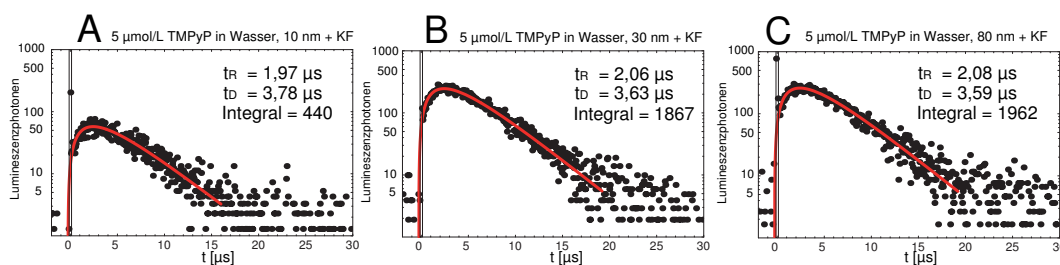 A
5 µmol/L TMPyP in Wasser, 10 nm + KF
1000
500
100
50
10
5
Lumineszenzphotonen
tR = 1,97 µs
tD = 3,78 µs
Integral = 440
0 5 10 15 20 25 30
t [µs]
B
5 µmol/L TMPyP in Wasser, 30 nm + KF
1000
500
100
50
10
5
Lumineszenzphotonen
tR = 2,06 µs
tD = 3,63 µs
Integral = 1867
0 5 10 15 20 25 30
t [µs]
C
5 µmol/L TMPyP in Wasser, 80 nm + KF
1000
500
100
50
10
5
Lumineszenzphotonen
tR = 2,08 µs
tD = 3,59 µs
Integral = 1962
0 5 10 15 20 25 30
t [µs]